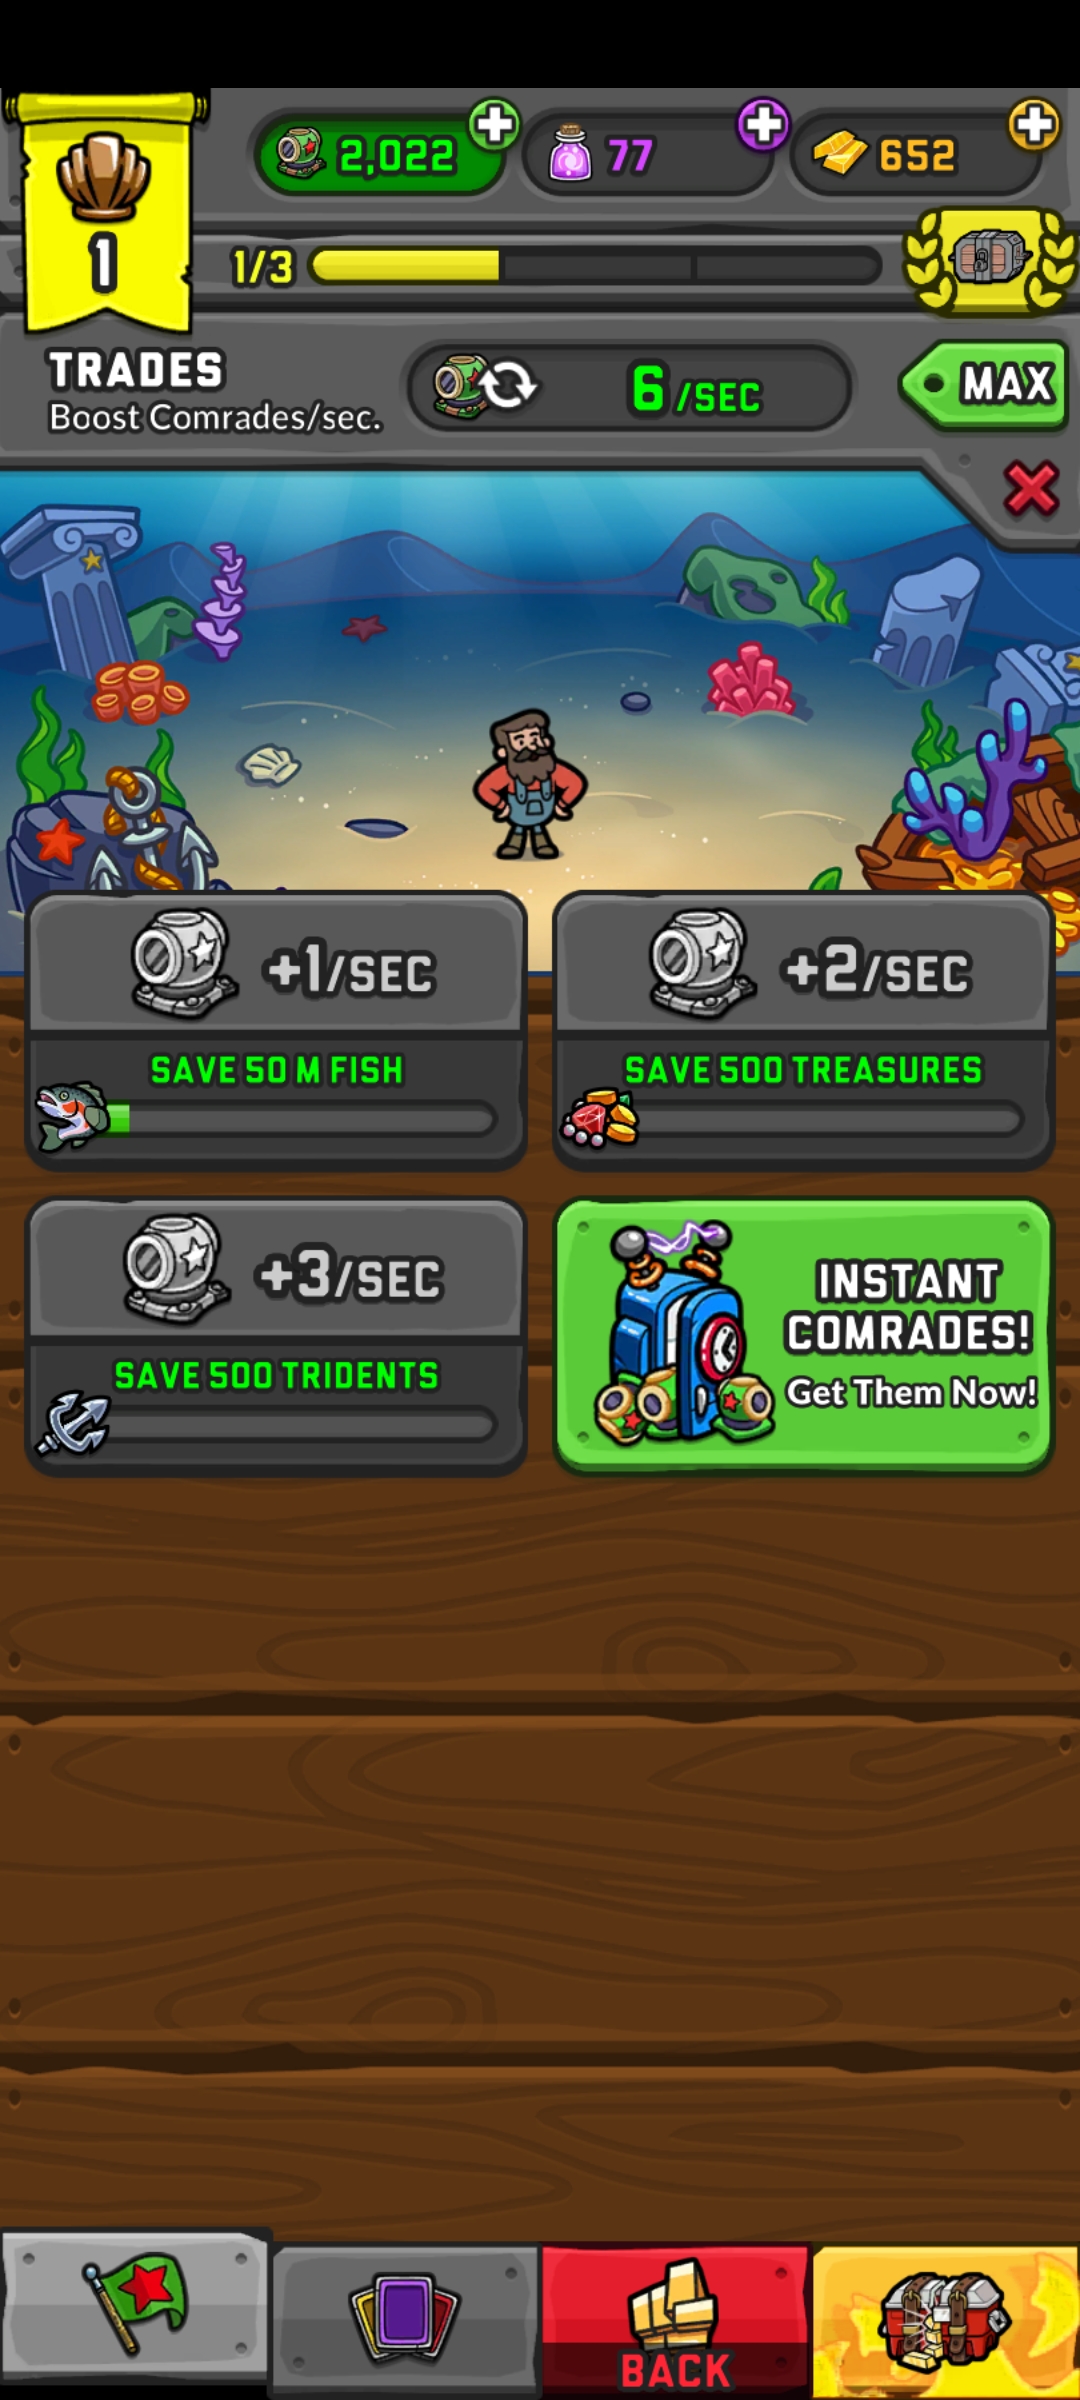 2,022
77
652
1
1/3
TRADES
Boost Comrades/sec.
6/SEC
MAX
+1/SEC
SAVE 50 M FISH
+2/SEC
SAVE 500 TREASURES
+3/SEC
SAVE 500 TRIDENTS
INSTANT
COMRADES!
Get Them Now!
BACK